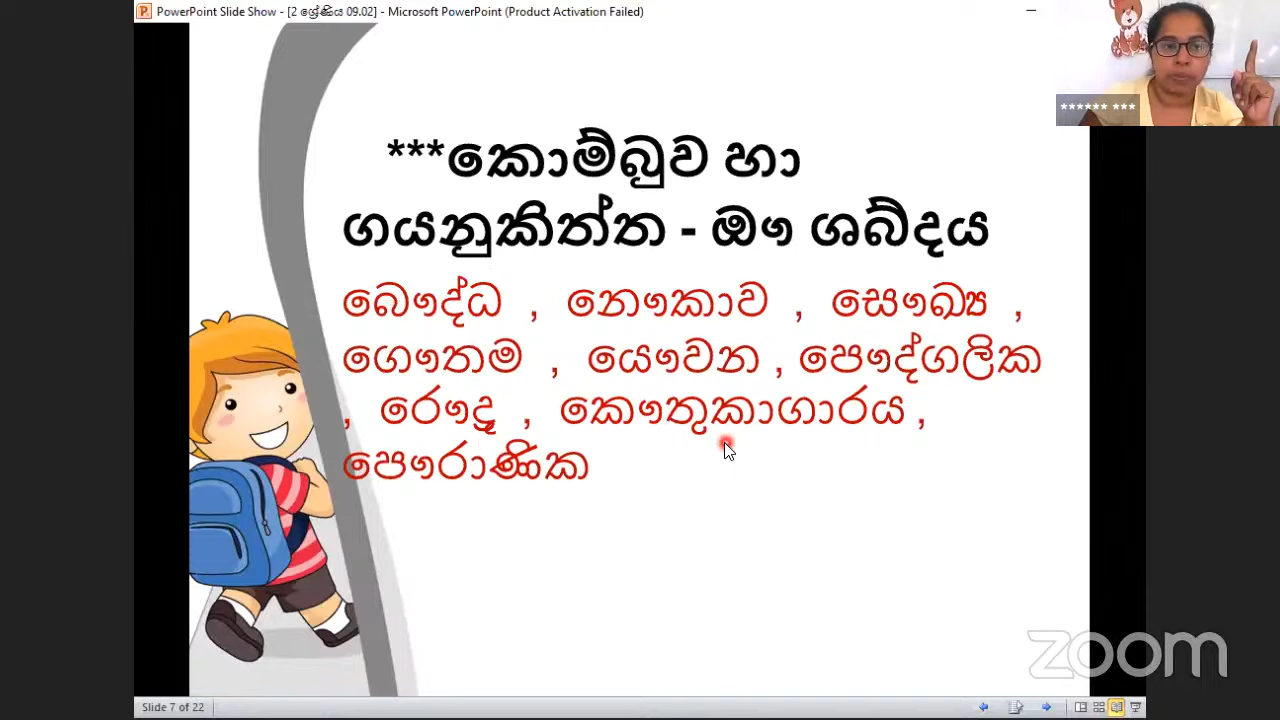 PowerPoint Slide Show - [2 ශ්‍රේණිය 09.02] - Microsoft PowerPoint (Product Activation Failed)
****** ***
***කොම්බුව හා
ගයනුකිත්ත - ඖ ශබ්දය
බෞද්ධ , නෞකාව , සෞඛ්‍ය ,
ගෞතම , යෞවන , පෞද්ගලික
, රෞද්‍ර , කෞතුකාගාරය ,
පෞරාණික
zoom
Slide 7 of 22